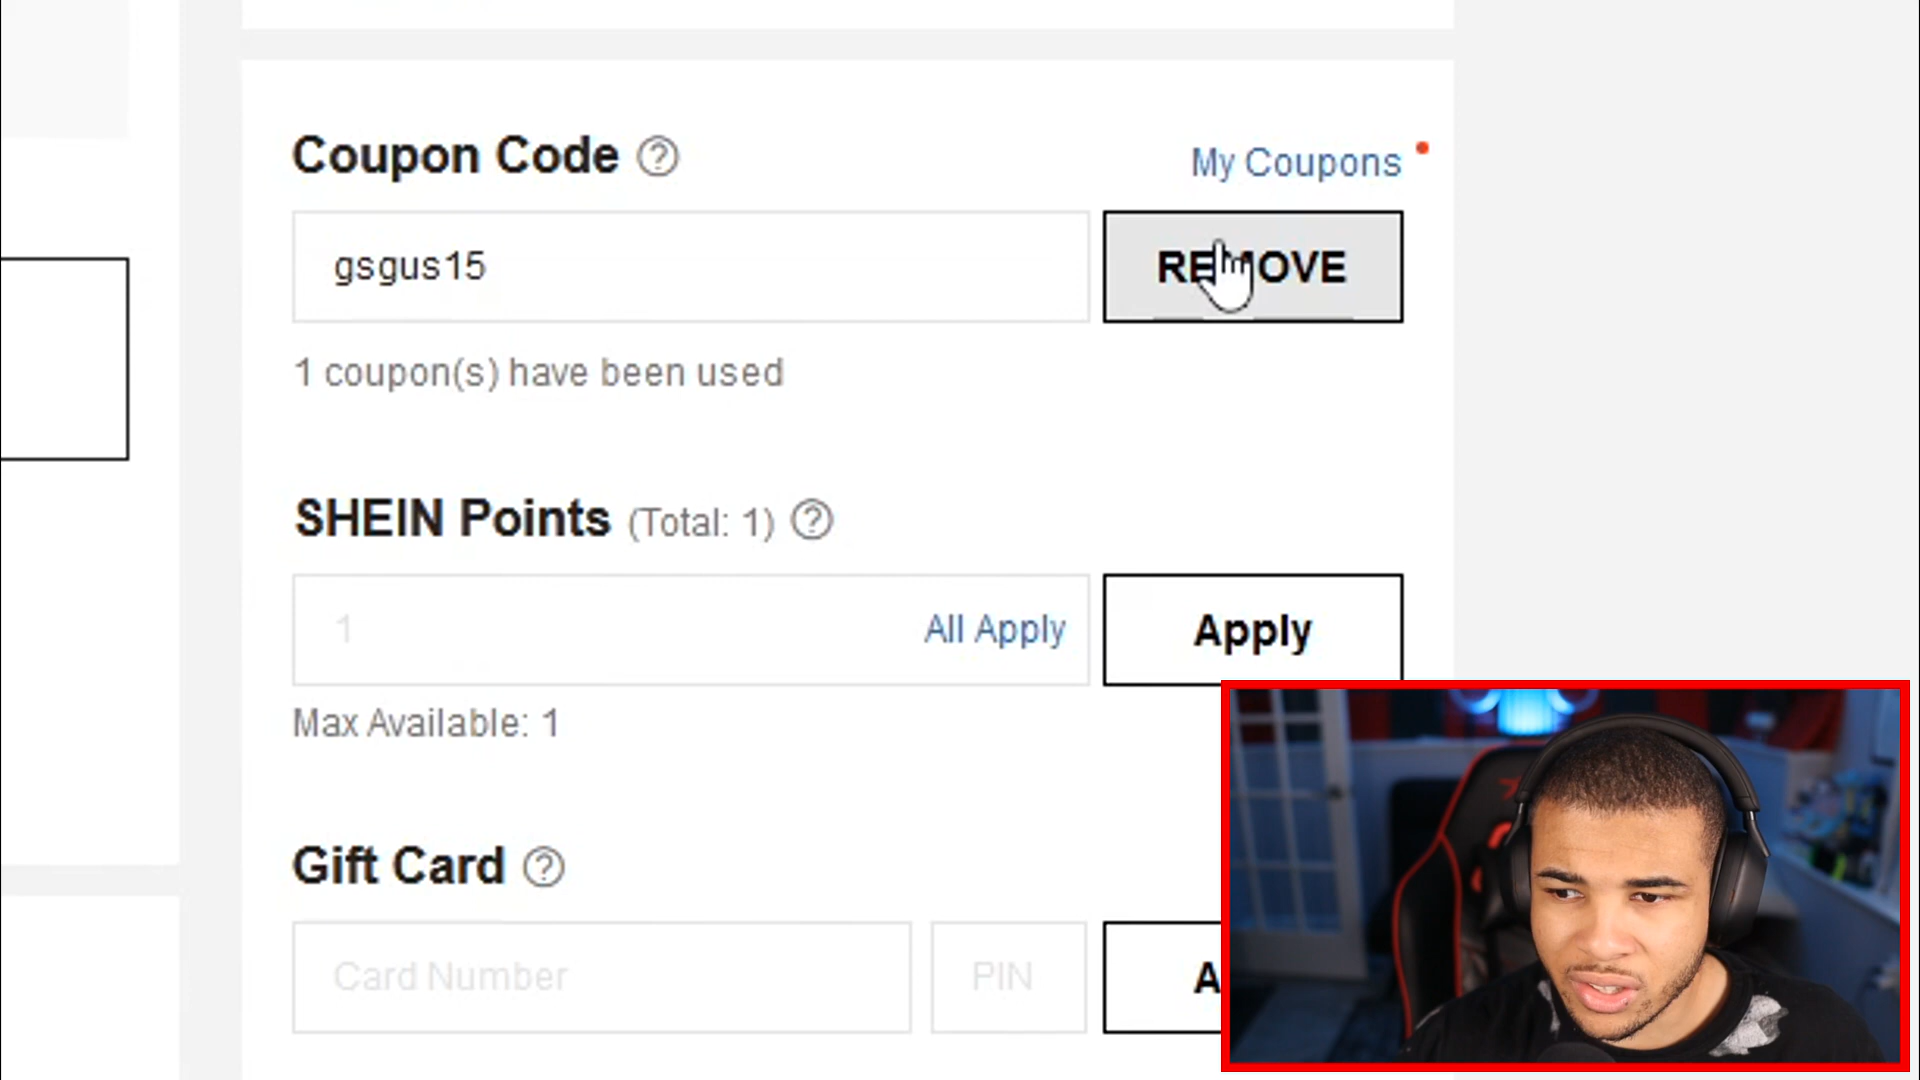 Coupon Code ?
My Coupons
gsgus15
REMOVE
1 coupon(s) have been used
SHEIN Points (Total: 1) ?
1
All Apply
Apply
Max Available: 1
Gift Card ?
Card Number
PIN
A